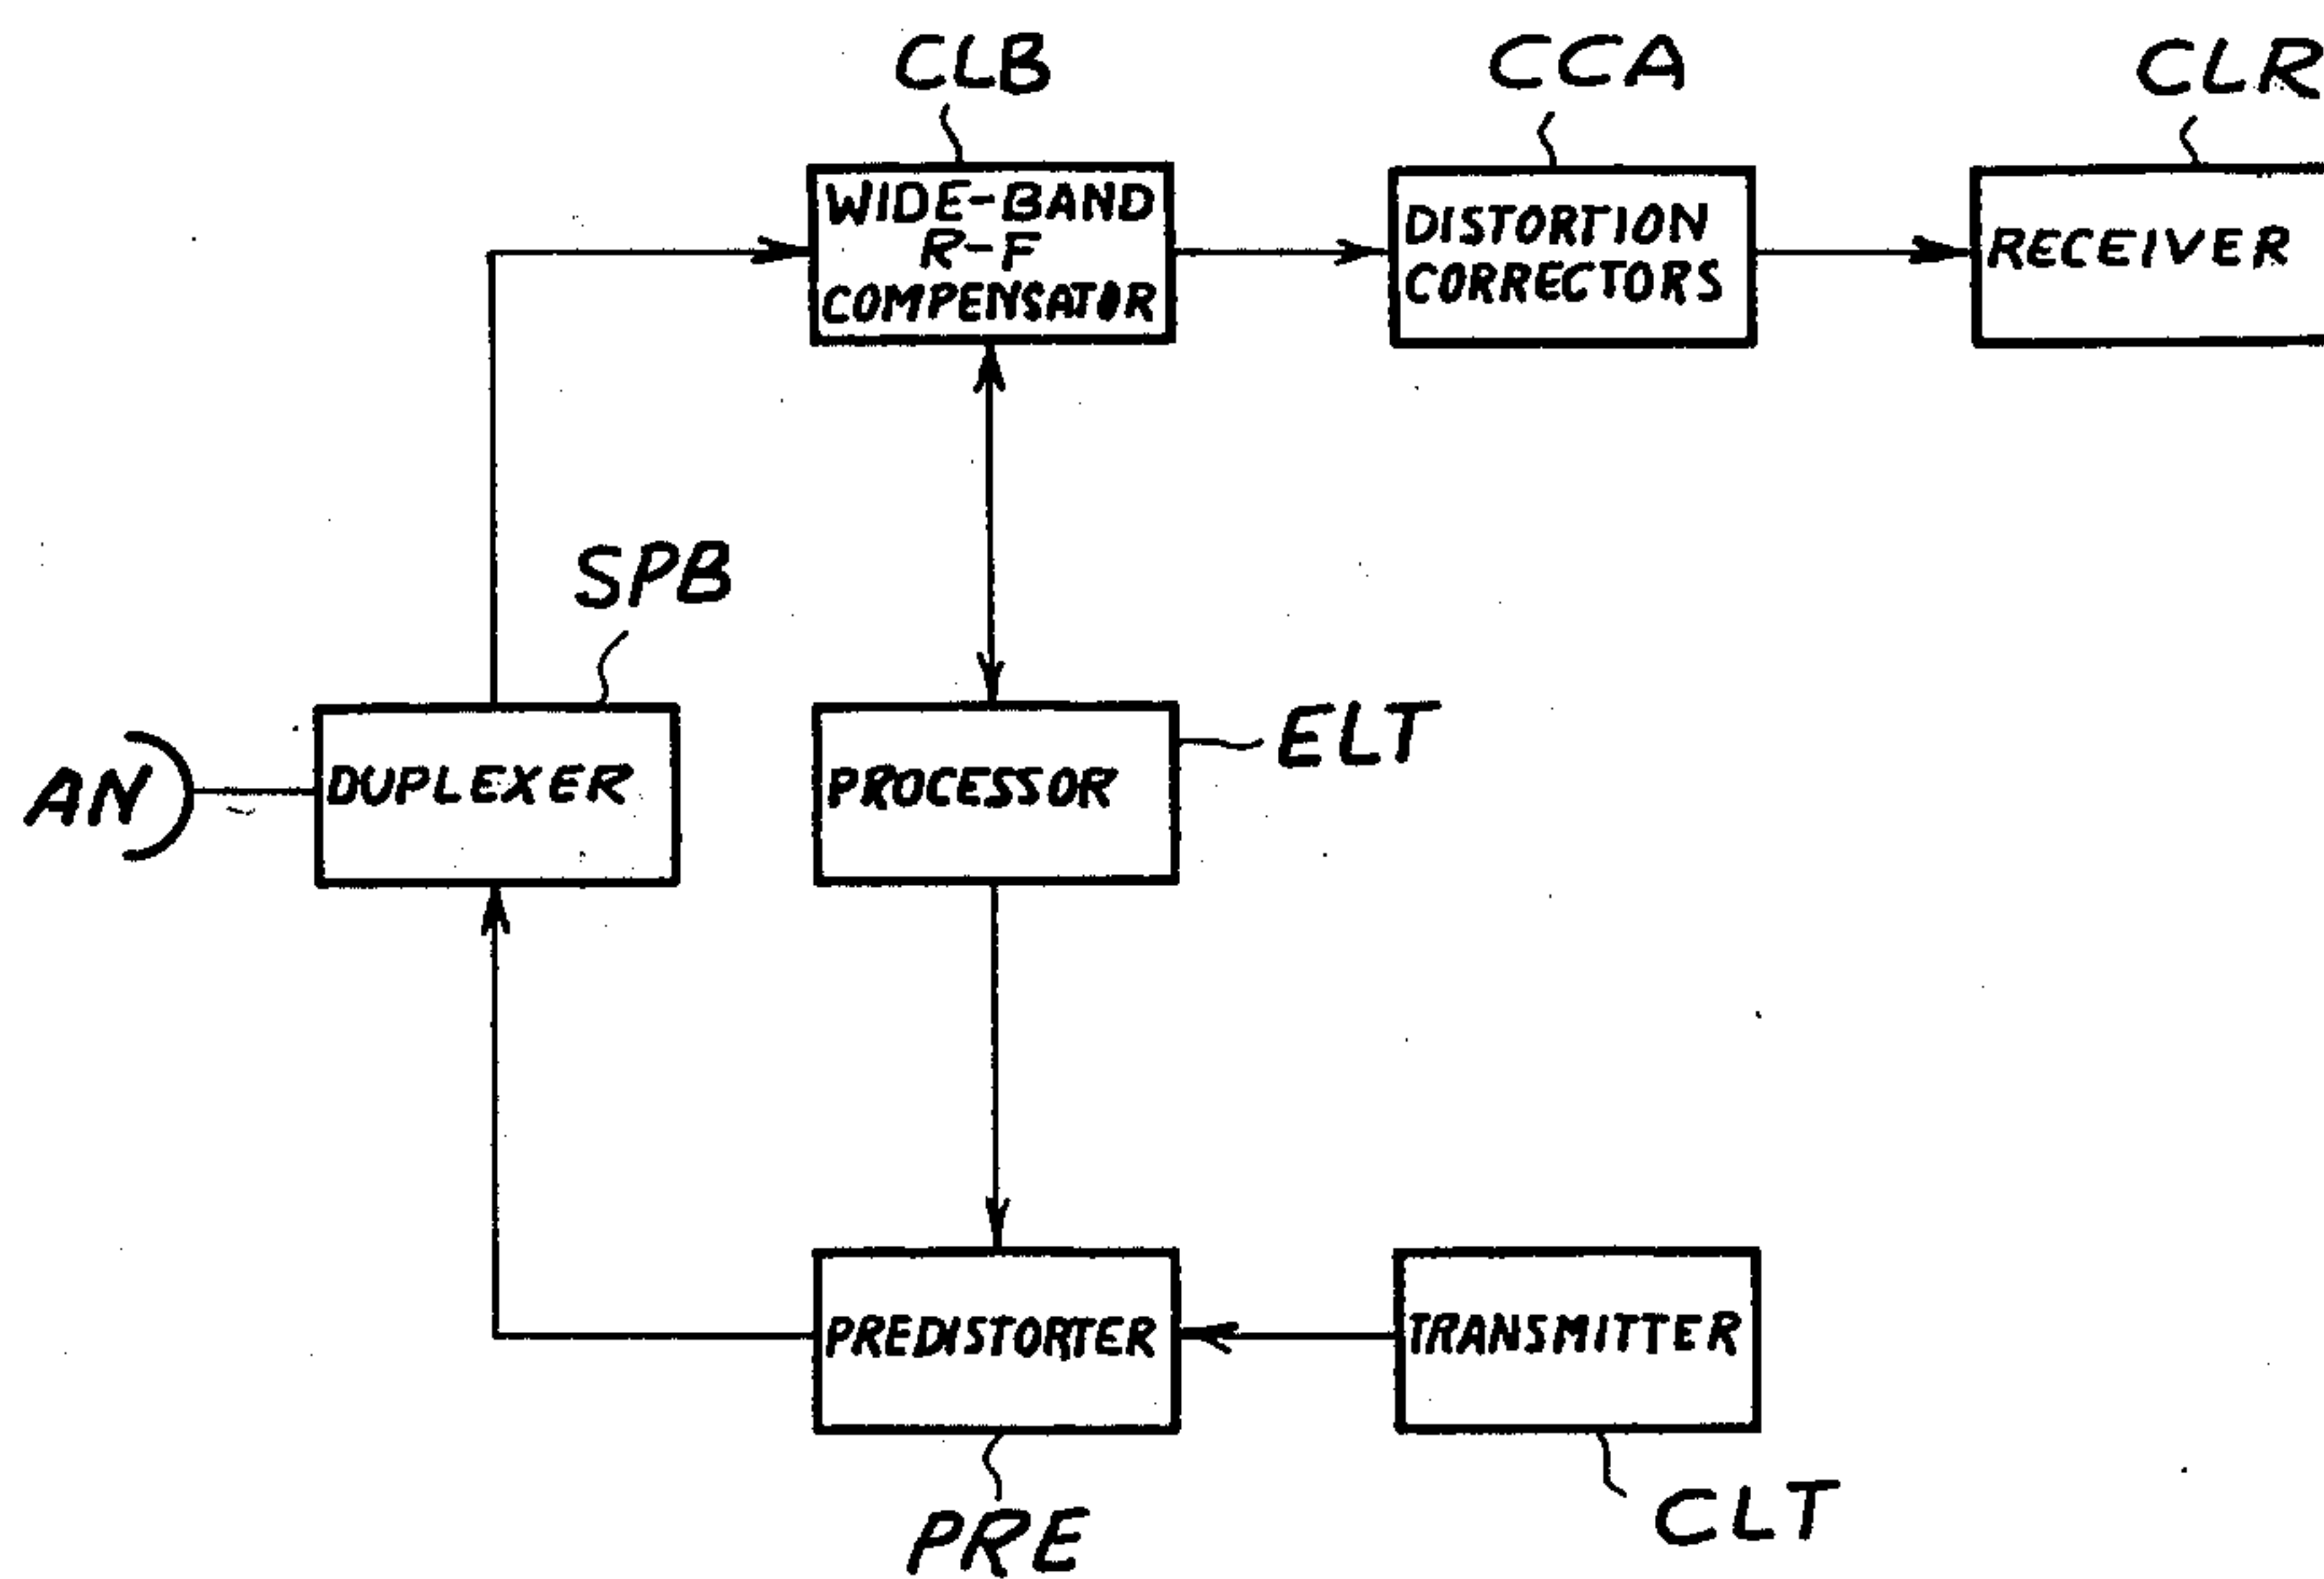 CLB
CCA
CLR
WIDE-BAND
R-F
COMPENSATOR
DISTORTION
CORRECTORS
RECEIVER
SPB
AN
DUPLEXER
PROCESSOR
ELT
PREDISTORTER
TRANSMITTER
PRE
CLT